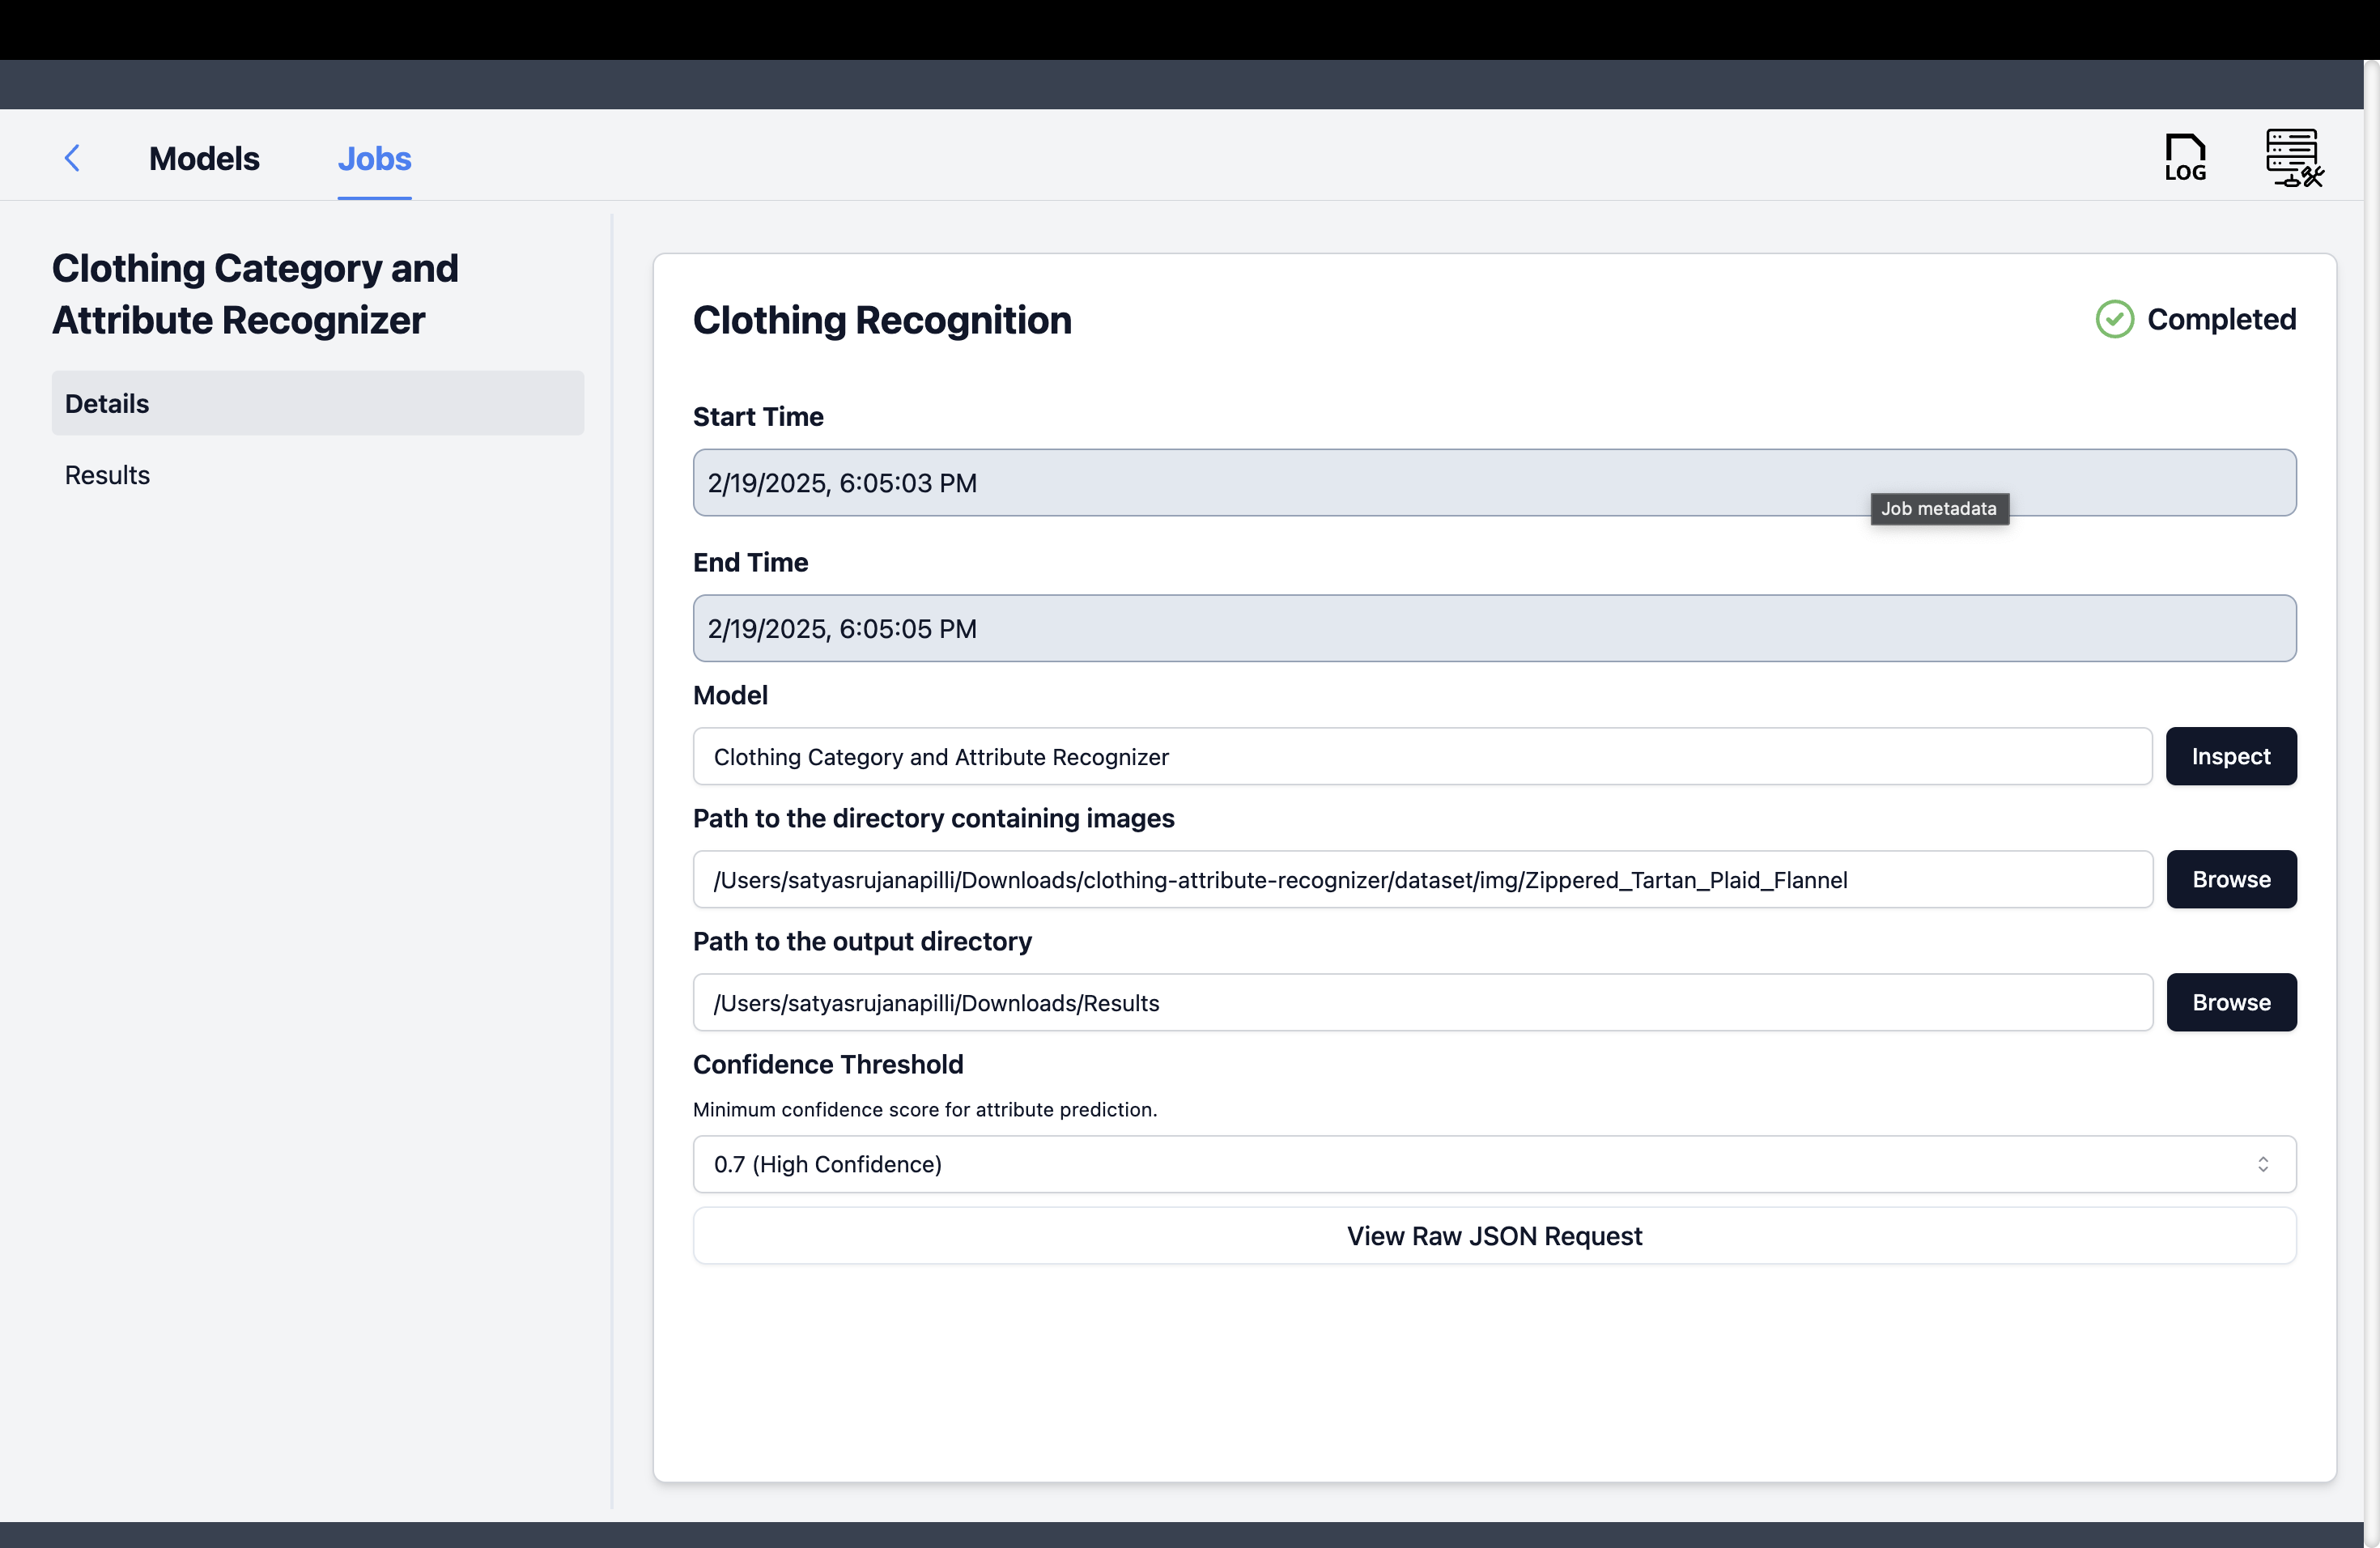 Models
Jobs
LOG
Clothing Category and
Attribute Recognizer
Details
Results
Clothing Recognition
Completed
Start Time
2/19/2025, 6:05:03 PM
Job metadata
End Time
2/19/2025, 6:05:05 PM
Model
Clothing Category and Attribute Recognizer
Inspect
Path to the directory containing images
/Users/satyasrujanapilli/Downloads/clothing-attribute-recognizer/dataset/img/Zippered_Tartan_Plaid_Flannel
Browse
Path to the output directory
/Users/satyasrujanapilli/Downloads/Results
Browse
Confidence Threshold
Minimum confidence score for attribute prediction.
0.7 (High Confidence)
View Raw JSON Request